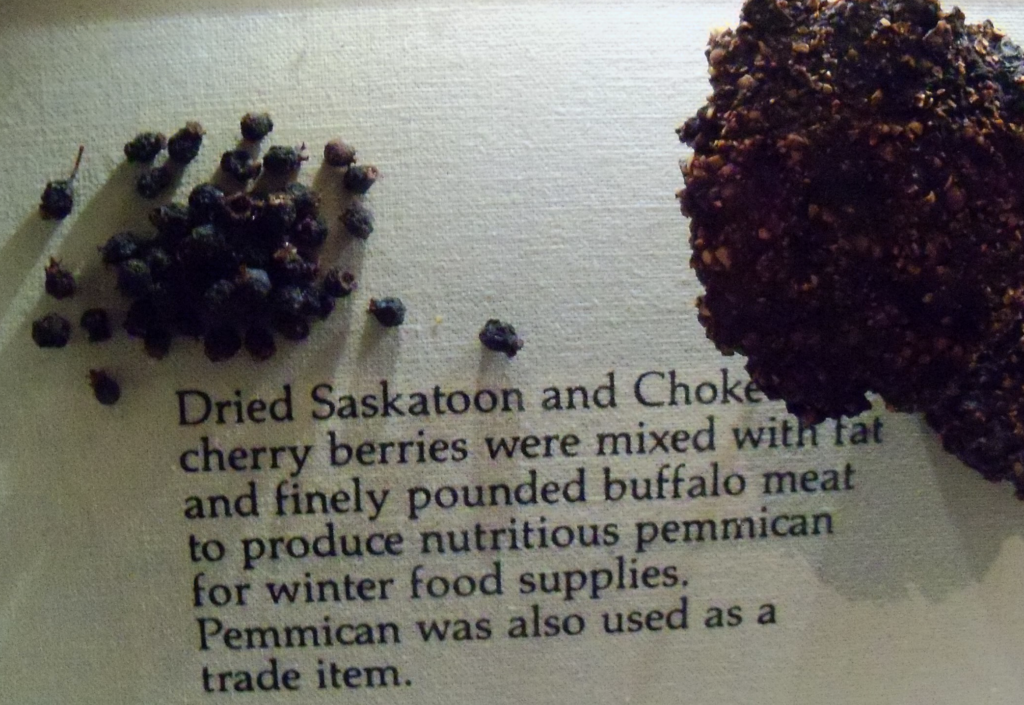 Dried Saskatoon and Choke
cherry berries were mixed with fat
and finely pounded buffalo meat
to produce nutritious pemmican
for winter food supplies.
Pemmican was also used as a
trade item.